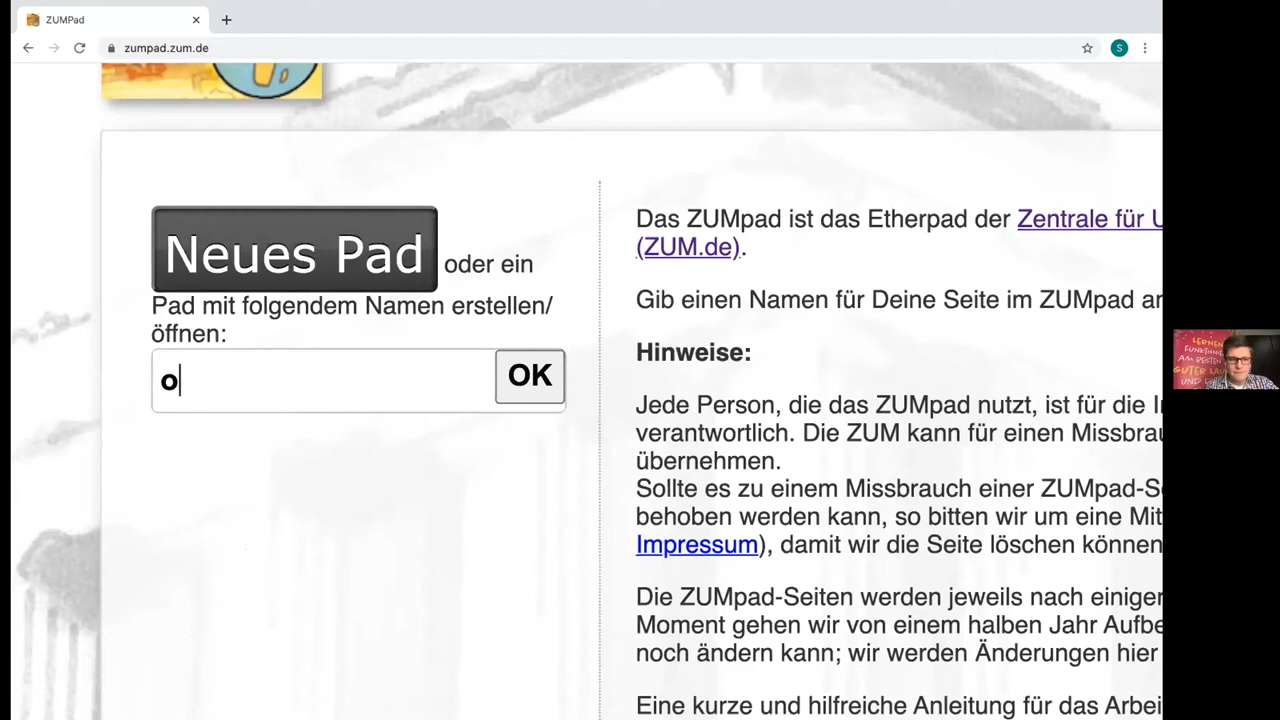 ZUMPad
zumpad.zum.de
S
Neues Pad oder ein
Pad mit folgendem Namen erstellen/
öffnen:
o
OK
Das ZUMpad ist das Etherpad der Zentrale für U
(ZUM.de).
Gib einen Namen für Deine Seite im ZUMpad an
Hinweise:
Jede Person, die das ZUMpad nutzt, ist für die I
verantwortlich. Die ZUM kann für einen Missbrau
übernehmen.
Sollte es zu einem Missbrauch einer ZUMpad-S
behoben werden kann, so bitten wir um eine Mit
Impressum), damit wir die Seite löschen können
Die ZUMpad-Seiten werden jeweils nach einiger
Moment gehen wir von einem halben Jahr Aufbe
noch ändern kann; wir werden Änderungen hier
Eine kurze und hilfreiche Anleitung für das Arbei
LERNEN
AM BESTEN
GUTER LAU